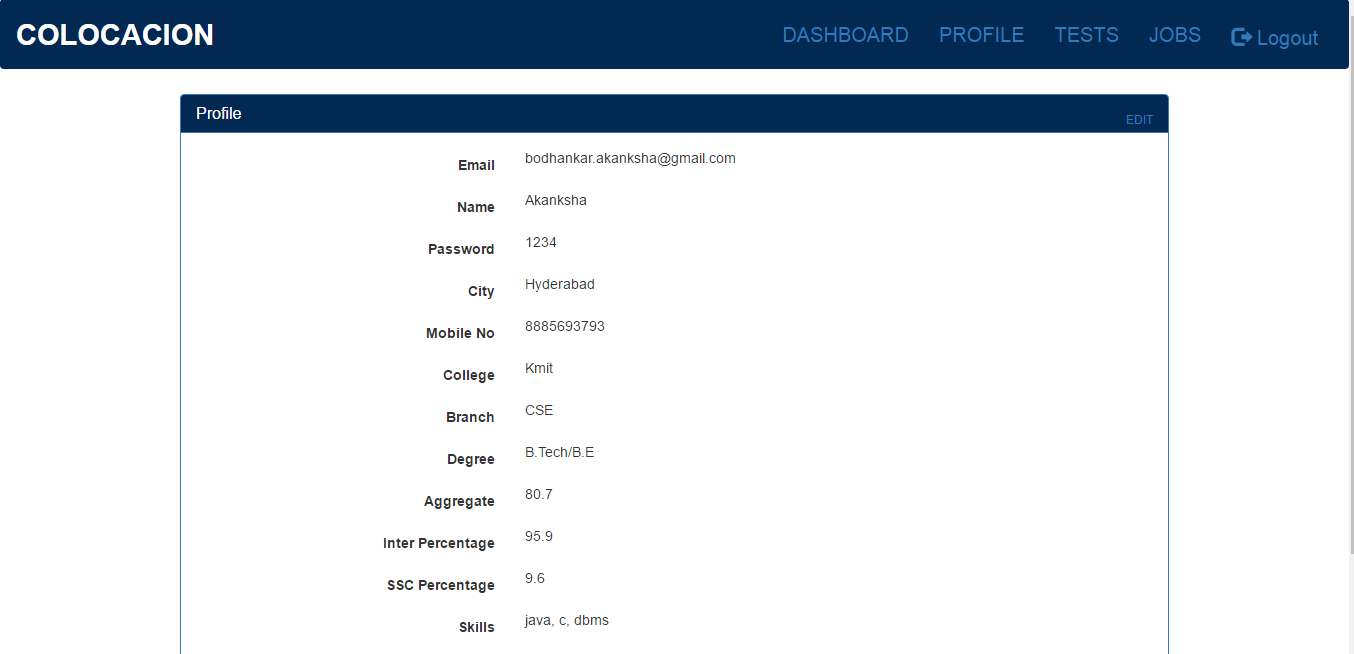 COLOCACION DASHBOARD PROFILE TESTS JOBS Logout
Profile EDIT
Email bodhankar.akanksha@gmail.com
Name Akanksha
Password 1234
City Hyderabad
Mobile No 8885693793
College Kmit
Branch CSE
Degree B.Tech/B.E
Aggregate 80.7
Inter Percentage 95.9
SSC Percentage 9.6
Skills java, c, dbms